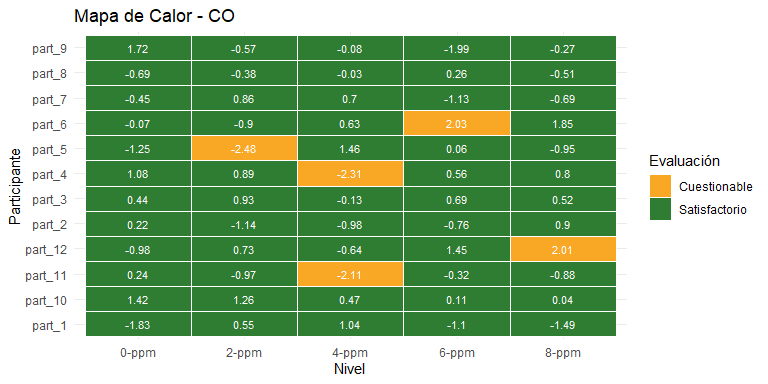 Mapa de Calor - CO
Participante
part_9 1.72 -0.57 -0.08 -1.99 -0.27
part_8 -0.69 -0.38 -0.03 0.26 -0.51
part_7 -0.45 0.86 0.7 -1.13 -0.69
part_6 -0.07 -0.9 0.63 2.03 1.85
part_5 -1.25 -2.48 1.46 0.06 -0.95
part_4 1.08 0.89 -2.31 0.56 0.8
part_3 0.44 0.93 -0.13 0.69 0.52
part_2 0.22 -1.14 -0.98 -0.76 0.9
part_12 -0.98 0.73 -0.64 1.45 2.01
part_11 0.24 -0.97 -2.11 -0.32 -0.88
part_10 1.42 1.26 0.47 0.11 0.04
part_1 -1.83 0.55 1.04 -1.1 -1.49
0-ppm 2-ppm 4-ppm 6-ppm 8-ppm
Nivel
Evaluación
Cuestionable
Satisfactorio